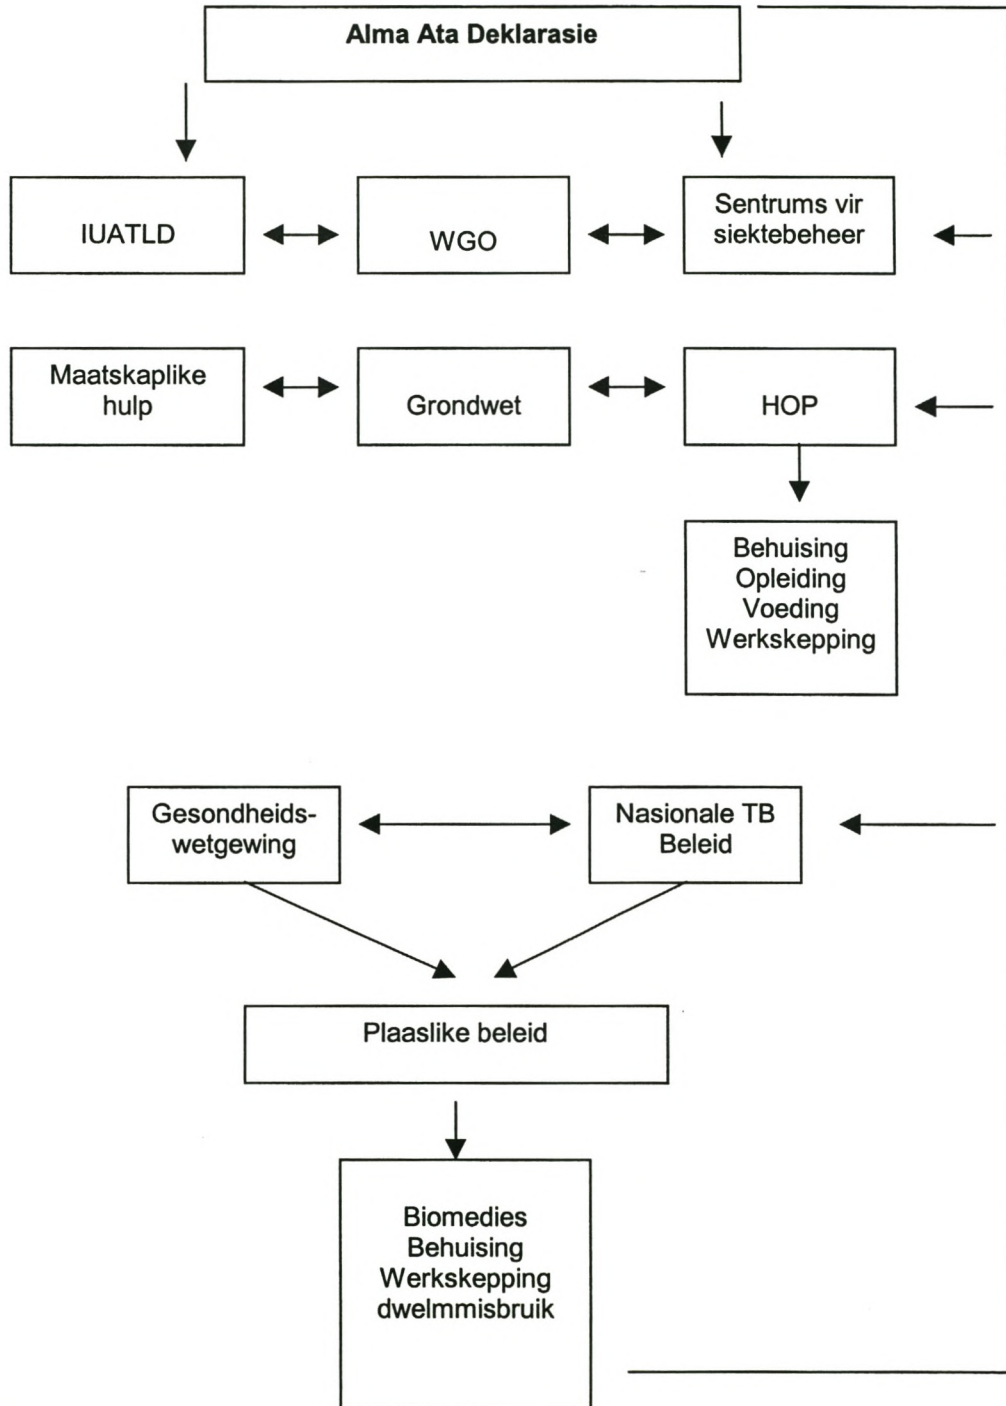 Alma Ata Deklarasie
IUATLD
WGO
Sentrums vir
siektebeheer
Maatskaplike
hulp
Grondwet
HOP
Behuising
Opleiding
Voeding
Werkskepping
Gesondheids-
wetgewing
Nasionale TB
Beleid
Plaaslike beleid
Biomedies
Behuising
Werkskepping
dwelmmisbruik